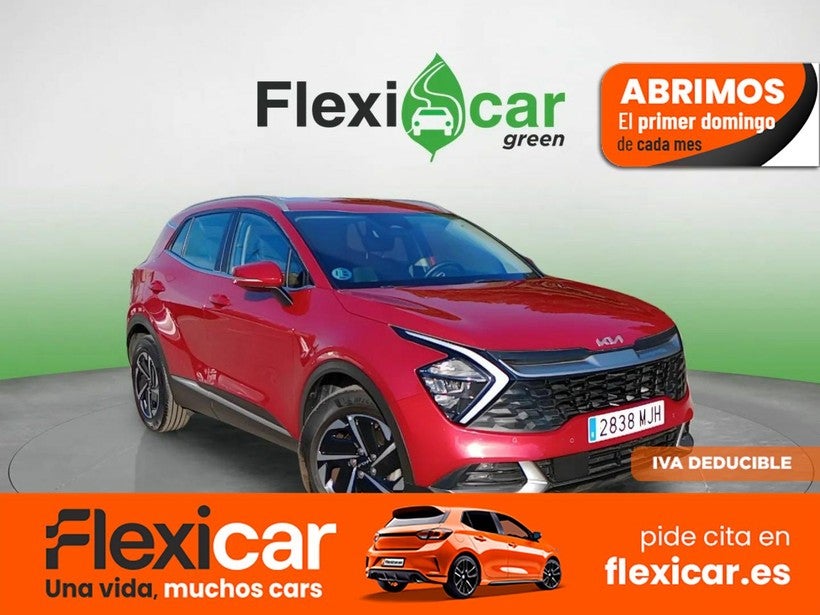 Flexicar
green
ABRIMOS
El primer domingo
de cada mes
KIA
2838 MJH
IVA DEDUCIBLE
Flexicar
Una vida, muchos cars
pide cita en
flexicar.es